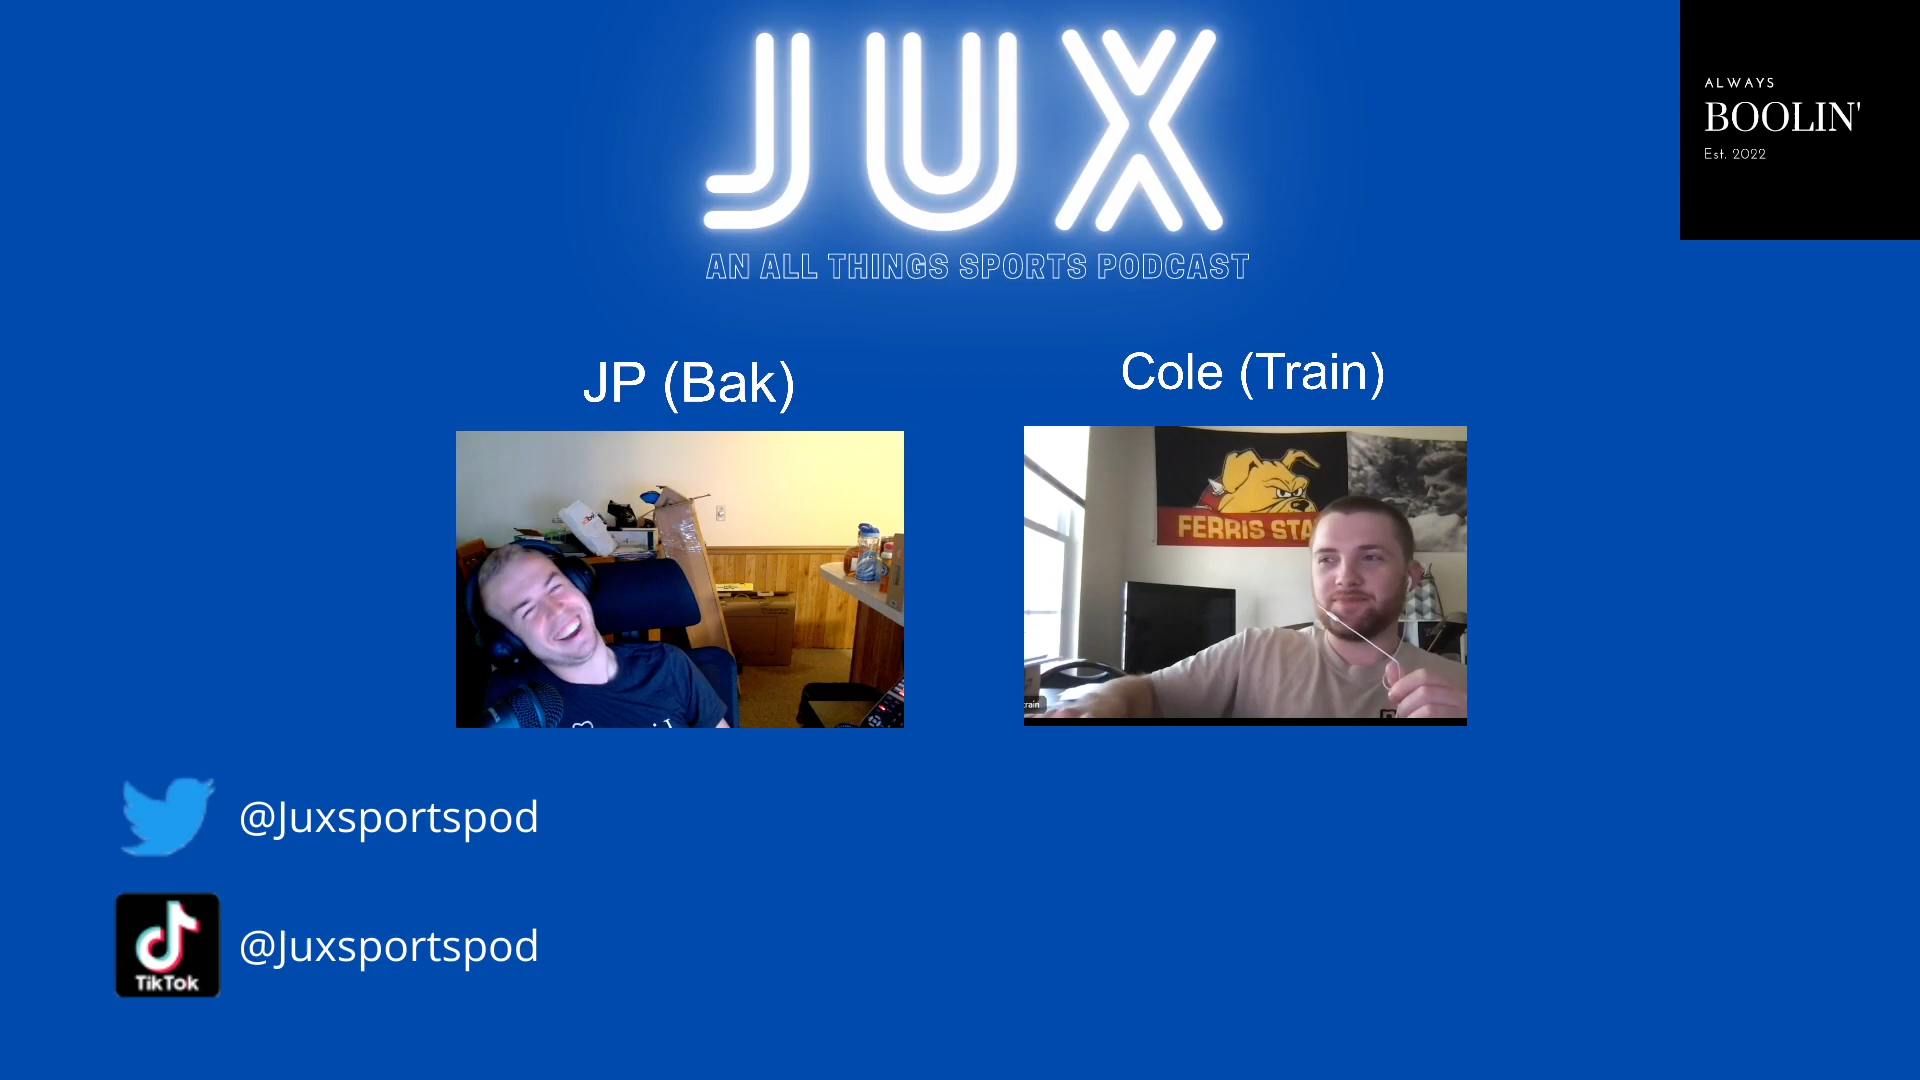 JUX
AN ALL THINGS SPORTS PODCAST
ALWAYS
BOOLIN'
Est. 2022
JP (Bak)
Cole (Train)
FERRIS STA
train
@Juxsportspod
TikTok
@Juxsportspod